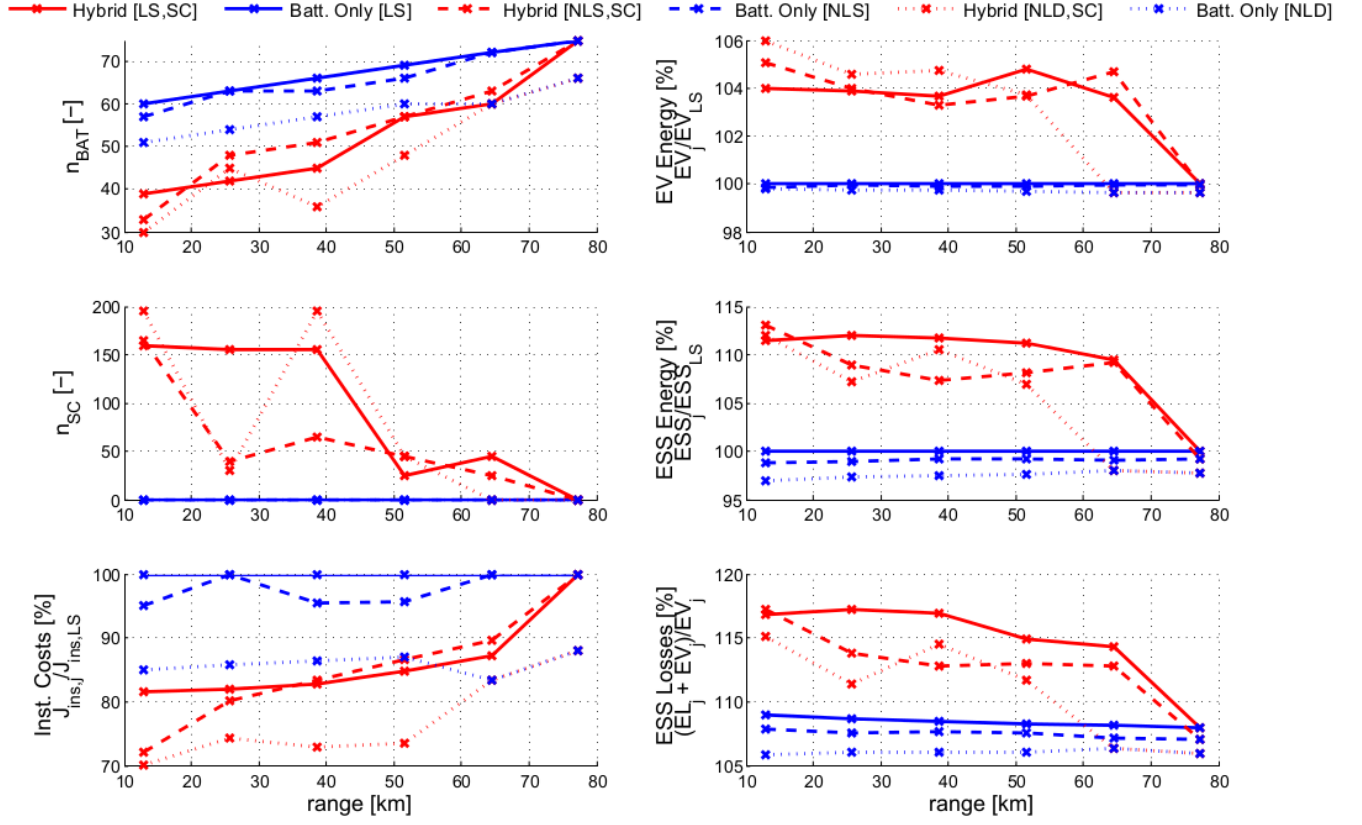 Hybrid [LS,SC] Batt. Only [LS] Hybrid [NLS,SC] Batt. Only [NLS] Hybrid [NLD,SC] Batt. Only [NLD]
n_BAT [−]
70
60
50
40
30
10 20 30 40 50 60 70 80
EV Energy [%]
EV_j/EV_LS
106
104
102
100
98
10 20 30 40 50 60 70 80
n_SC [−]
200
150
100
50
0
10 20 30 40 50 60 70 80
ESS Energy [%]
ESS_j/ESS_LS
115
110
105
100
95
10 20 30 40 50 60 70 80
Inst. Costs [%]
J_ins,j/J_ins,LS
100
90
80
70
10 20 30 40 50 60 70 80
range [km]
ESS Losses [%]
(EL_j + EV_j)/EV_j
120
115
110
105
10 20 30 40 50 60 70 80
range [km]